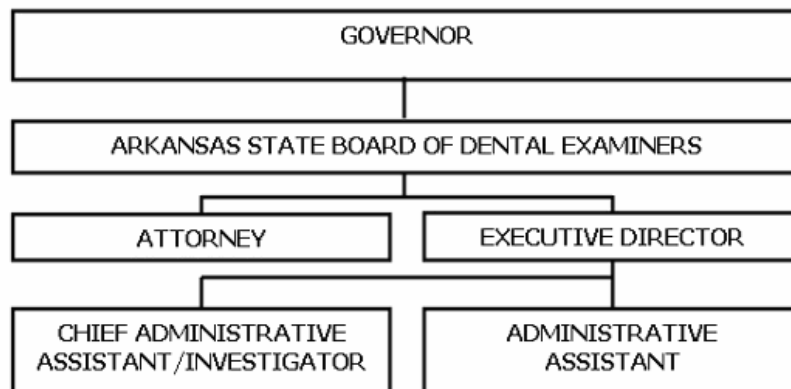 GOVERNOR
ARKANSAS STATE BOARD OF DENTAL EXAMINERS
ATTORNEY
EXECUTIVE DIRECTOR
CHIEF ADMINISTRATIVE
ASSISTANT/INVESTIGATOR
ADMINISTRATIVE
ASSISTANT